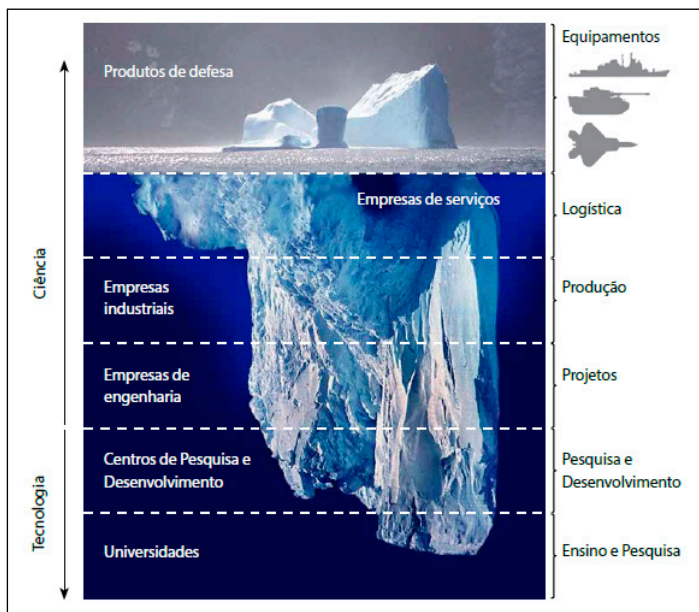 Equipamentos
Produtos de defesa
Empresas de serviços
Logística
Empresas
industriais
Produção
Empresas de
engenharia
Projetos
Centros de Pesquisa e
Desenvolvimento
Pesquisa e
Desenvolvimento
Universidades
Ensino e Pesquisa
Ciência
Tecnologia